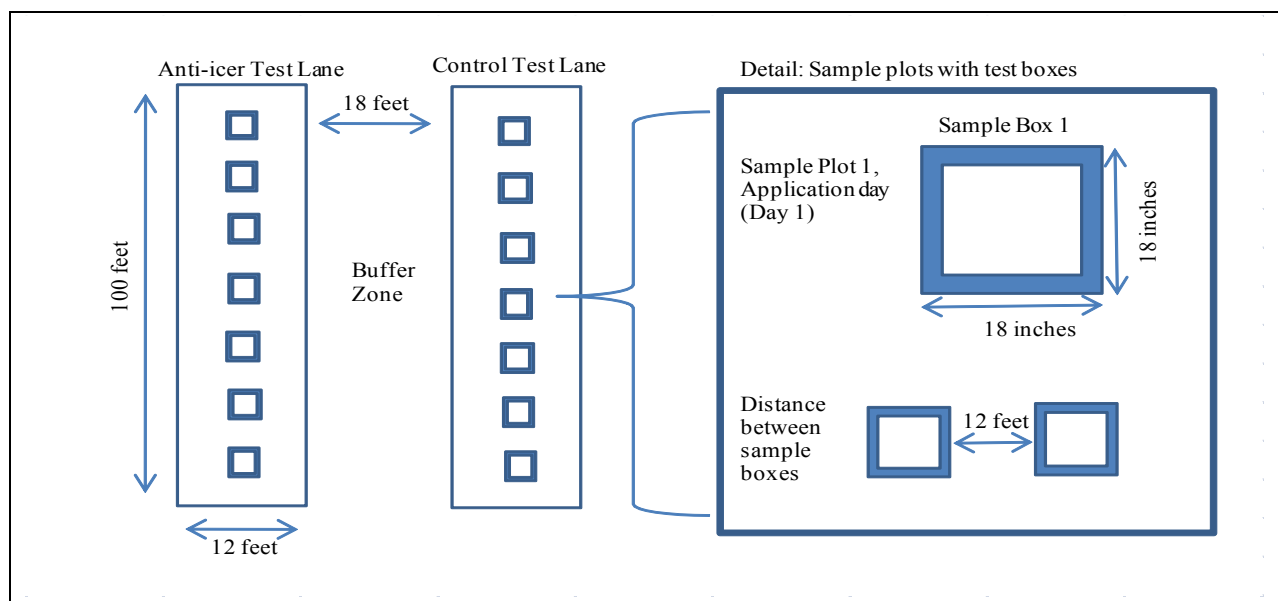 Anti-icer Test Lane
100 feet
12 feet
18 feet
Buffer
Zone
Control Test Lane
Detail: Sample plots with test boxes
Sample Box 1
Sample Plot 1,
Application day
(Day 1)
18 inches
18 inches
Distance
between
sample
boxes
12 feet